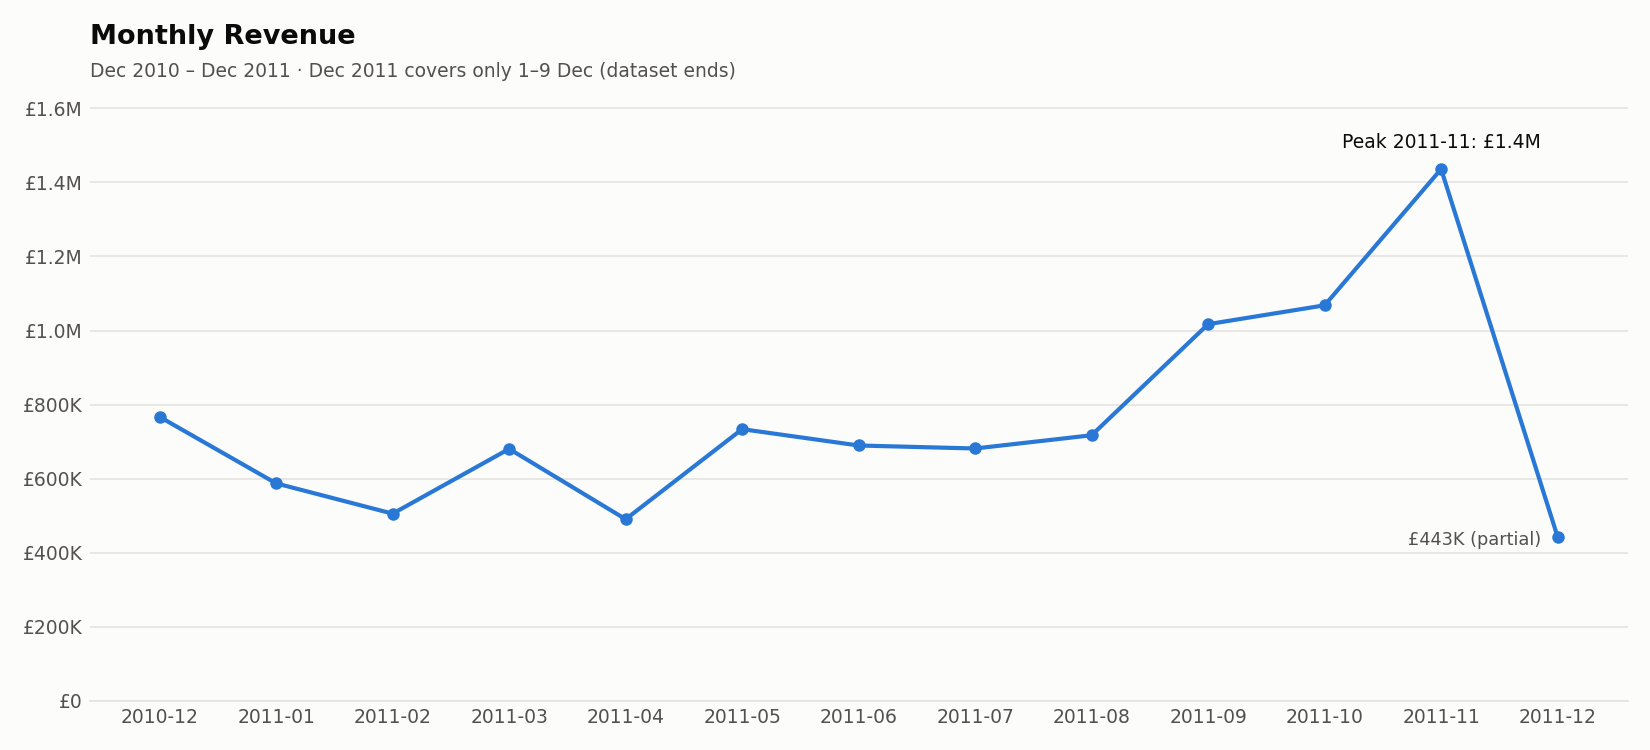 Monthly Revenue
Dec 2010 – Dec 2011 · Dec 2011 covers only 1–9 Dec (dataset ends)
£1.6M
Peak 2011-11: £1.4M
£1.4M
£1.2M
£1.0M
£800K
£600K
£443K (partial)
£400K
£200K
£0
2010-12 2011-01 2011-02 2011-03 2011-04 2011-05 2011-06 2011-07 2011-08 2011-09 2011-10 2011-11 2011-12